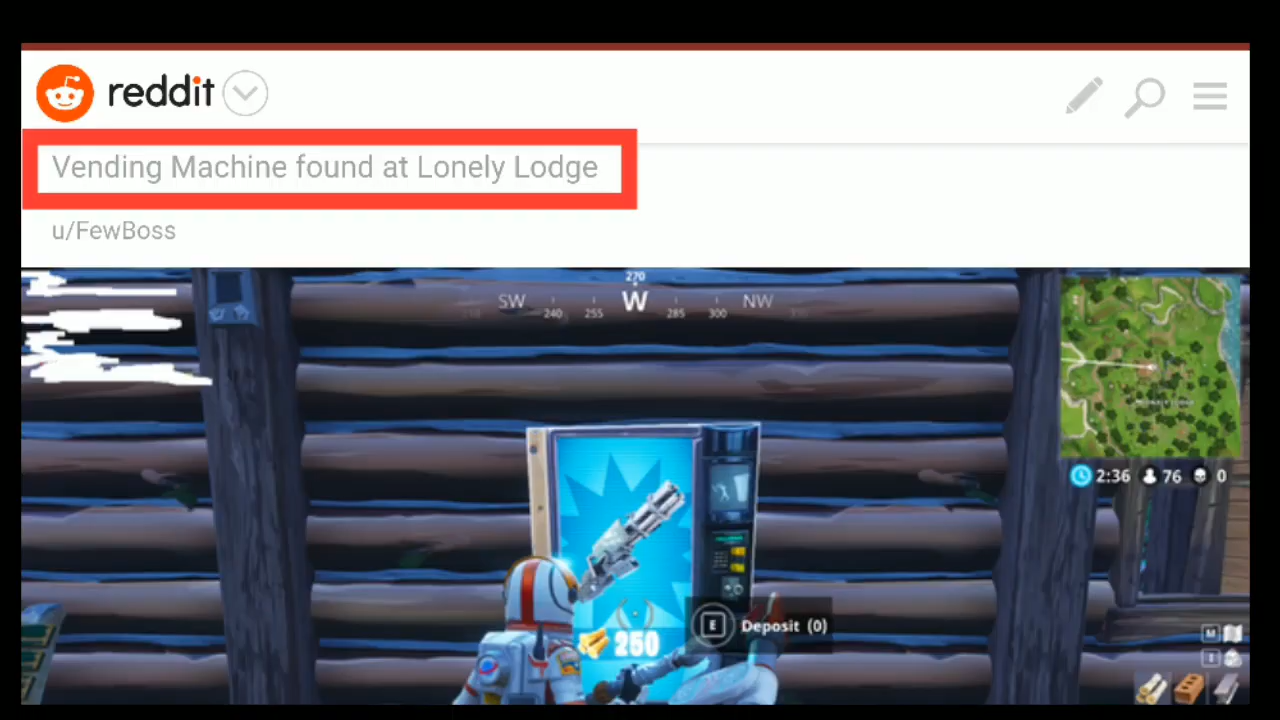 reddit
Vending Machine found at Lonely Lodge
u/FewBoss
270
SW W NW
240 255 285 300
2:36 76 0
E Deposit (0)
250
M